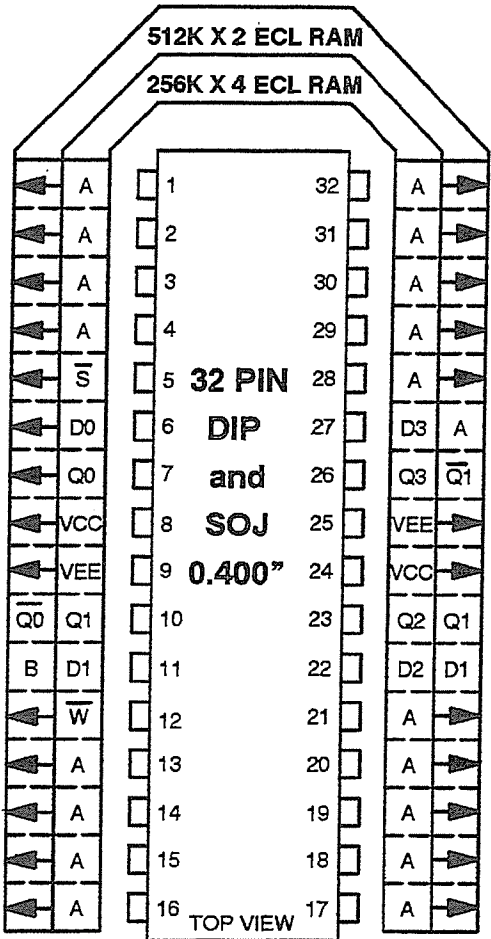 512K X 2 ECL RAM
256K X 4 ECL RAM
A 1 32 A
A 2 31 A
A 3 30 A
A 4 29 A
S̅ 5 32 PIN 28 A
D0 6 DIP 27 D3 A
Q0 7 and 26 Q3 Q̅1̅
VCC 8 SOJ 25 VEE
VEE 9 0.400” 24 VCC
Q̅0̅ Q1 10 23 Q2 Q1
B D1 11 22 D2 D1
W̅ 12 21 A
A 13 20 A
A 14 19 A
A 15 18 A
A 16 TOP VIEW 17 A